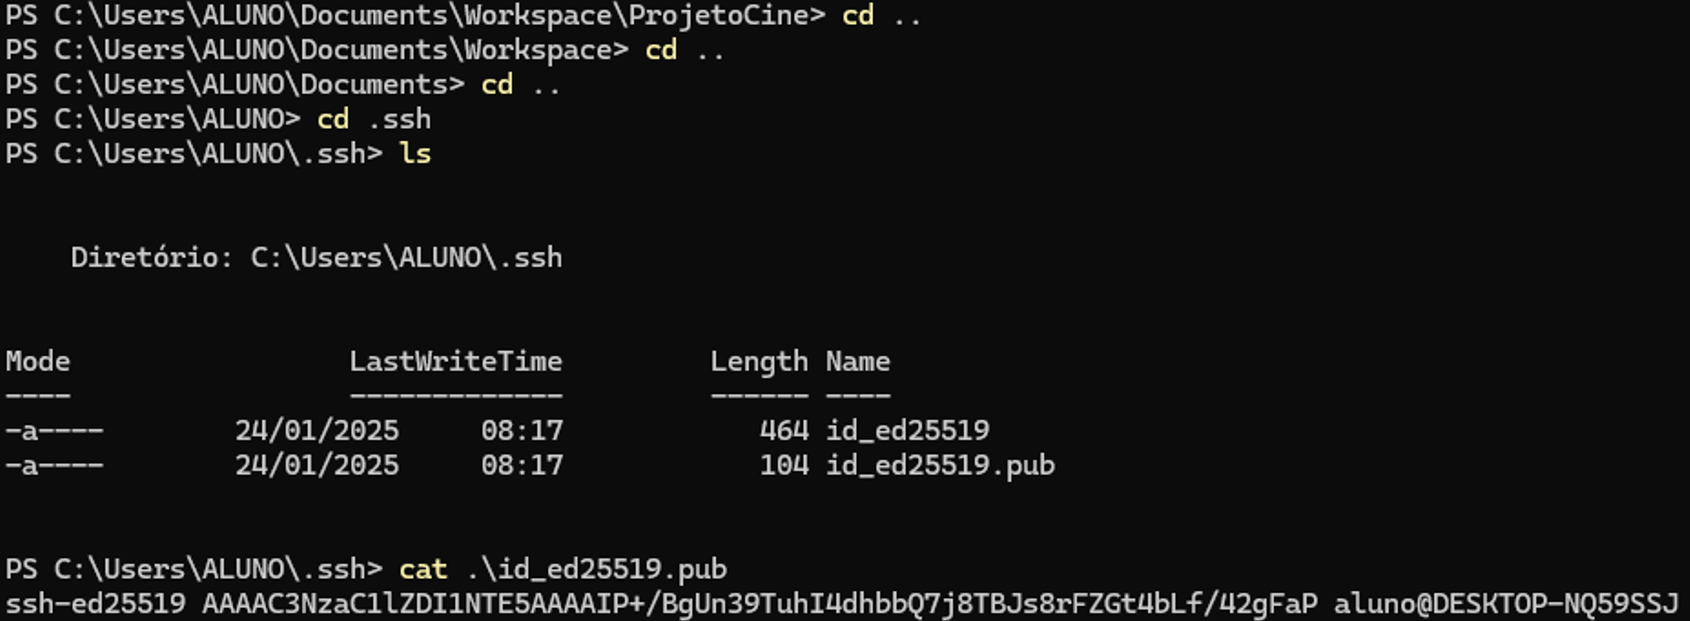 PS C:\Users\ALUNO\Documents\Workspace\ProjetoCine> cd ..
PS C:\Users\ALUNO\Documents\Workspace> cd ..
PS C:\Users\ALUNO\Documents> cd ..
PS C:\Users\ALUNO> cd .ssh
PS C:\Users\ALUNO\.ssh> ls
Diretório: C:\Users\ALUNO\.ssh
Mode LastWriteTime Length Name
---- ------------- ------ ----
-a---- 24/01/2025 08:17 464 id_ed25519
-a---- 24/01/2025 08:17 104 id_ed25519.pub
PS C:\Users\ALUNO\.ssh> cat .\id_ed25519.pub
ssh-ed25519 AAAAC3NzaC1lZDI1NTE5AAAAIP+/BgUn39TuhI4dhbbQ7j8TBJs8rFZGt4bLf/42gFaP aluno@DESKTOP-NQ59SSJ